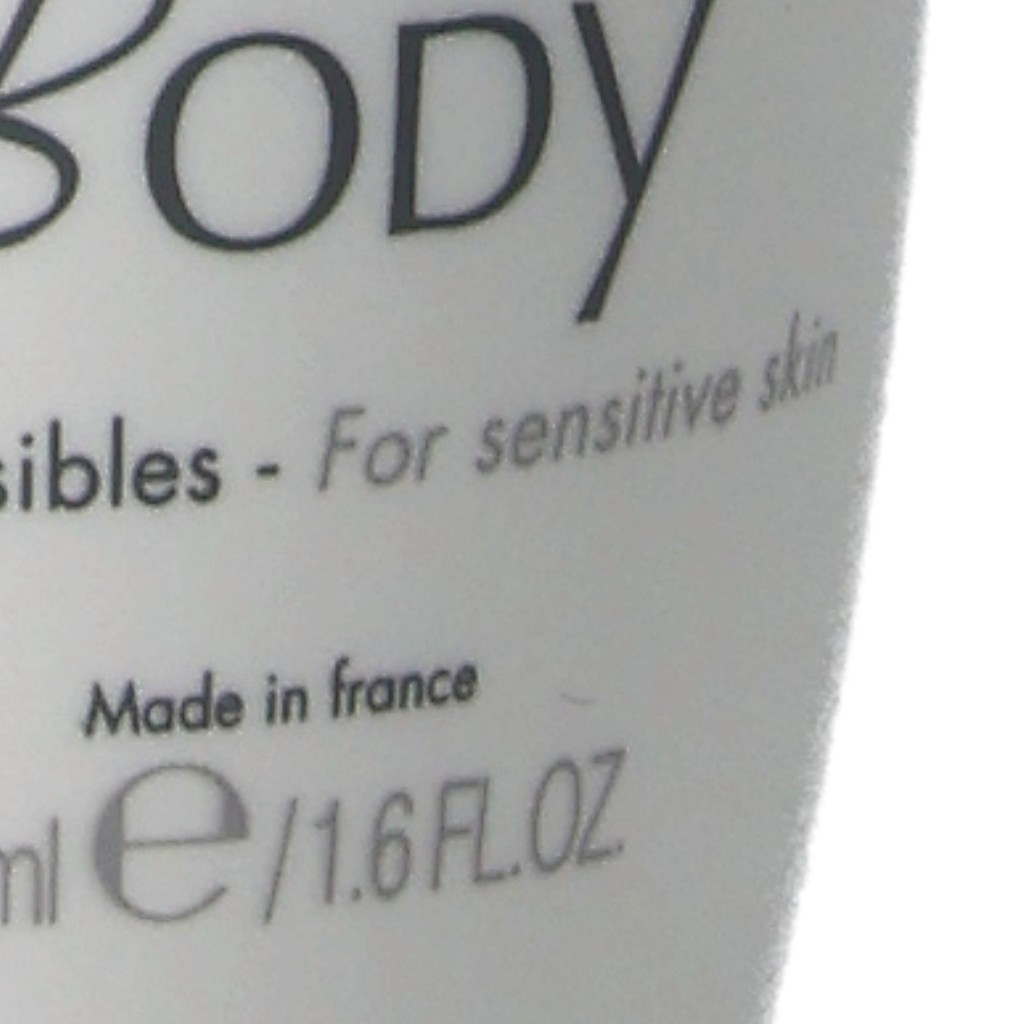 Body
sibles - For sensitive skin
Made in france
ml e / 1.6 FL.OZ.